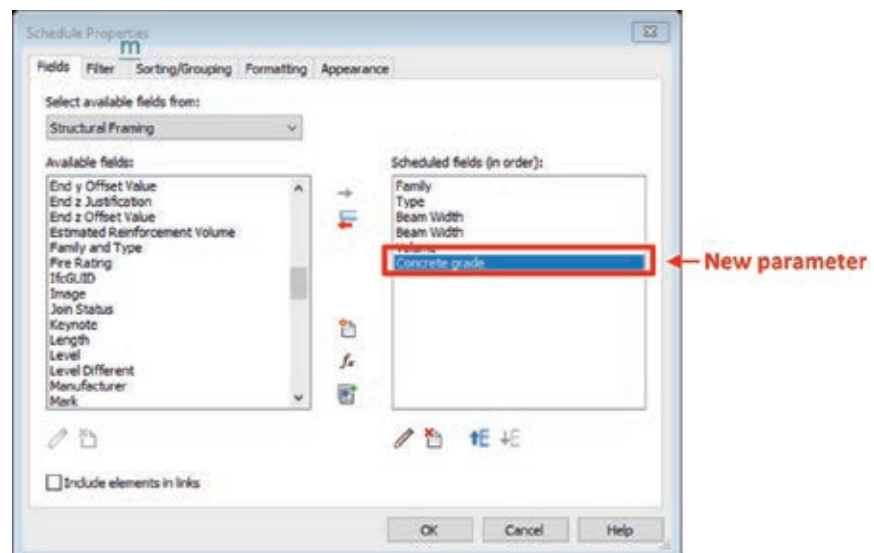 Schedule Properties
m
Fields Filter Sorting/Grouping Formatting Appearance
Select available fields from:
Structural Framing
Available fields:
End y Offset Value
End z Justification
End z Offset Value
Estimated Reinforcement Volume
Family and Type
Fire Rating
IfcGUID
Image
Join Status
Keynote
Length
Level
Level Different
Manufacturer
Mark
fx
Scheduled fields (in order):
Family
Type
Beam Width
Beam Width
Volume
Concrete grade
New parameter
Include elements in links
OK Cancel Help